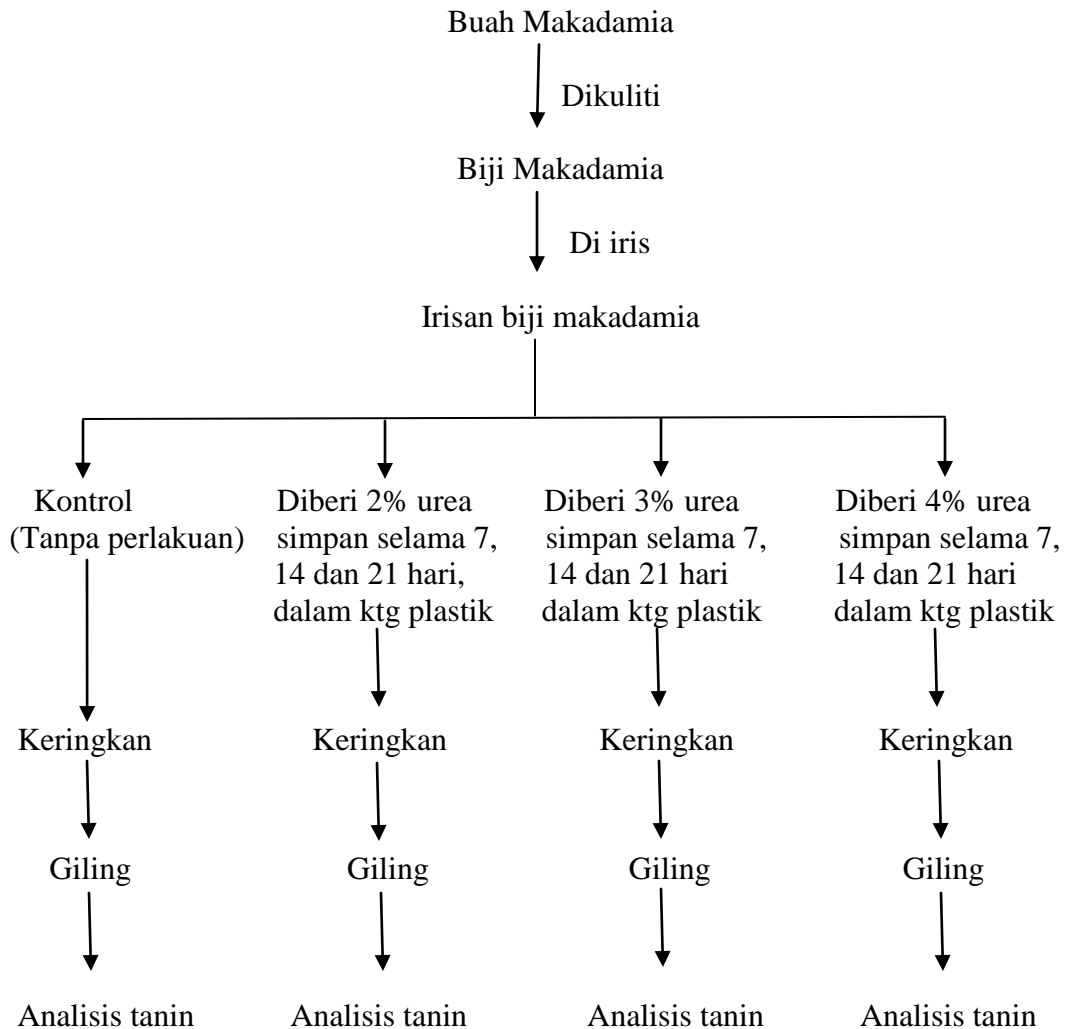 Buah Makadamia
Dikuliti
Biji Makadamia
Di iris
Irisan biji makadamia
Kontrol
(Tanpa perlakuan)
Diberi 2% urea
simpan selama 7,
14 dan 21 hari,
dalam ktg plastik
Diberi 3% urea
simpan selama 7,
14 dan 21 hari
dalam ktg plastik
Diberi 4% urea
simpan selama 7,
14 dan 21 hari
dalam ktg plastik
Keringkan
Keringkan
Keringkan
Keringkan
Giling
Giling
Giling
Giling
Analisis tanin
Analisis tanin
Analisis tanin
Analisis tanin